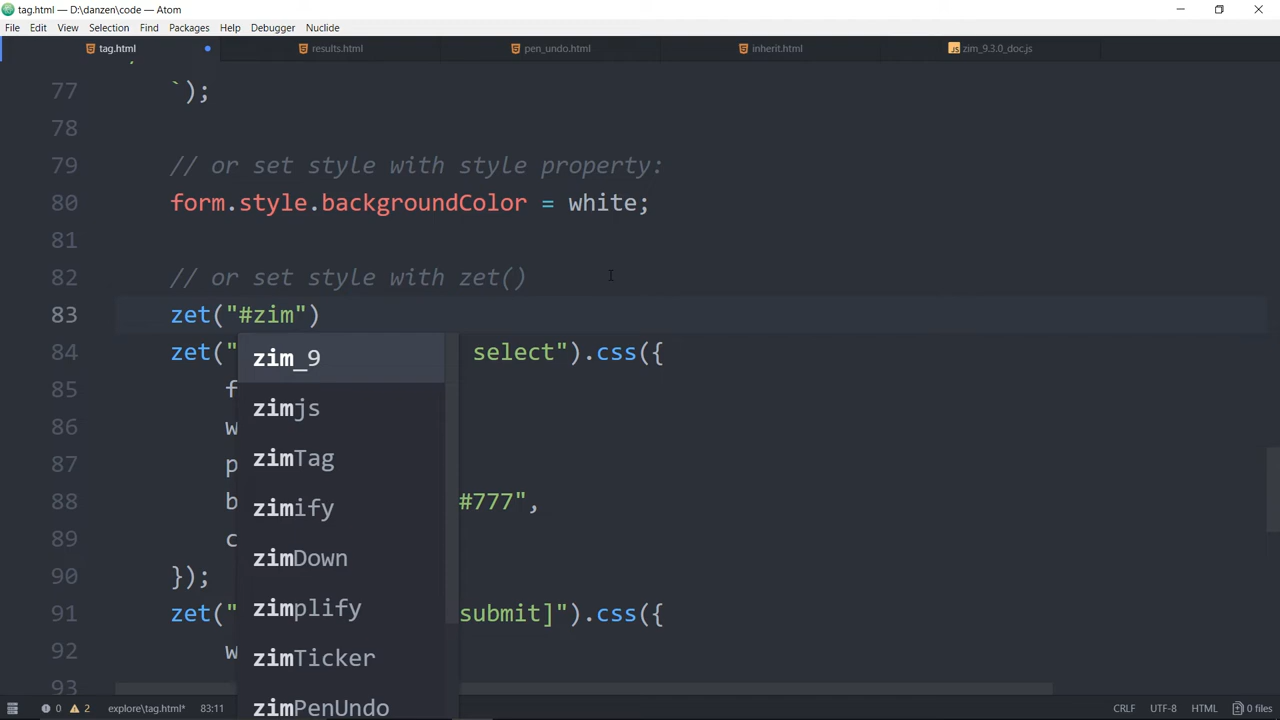 tag.html — D:\danzen\code — Atom
File Edit View Selection Find Packages Help Debugger Nuclide
tag.html results.html pen_undo.html inherit.html JS zim_9.3.0_doc.js
77 `);
78
79 // or set style with style property:
80 form.style.backgroundColor = white;
81
82 // or set style with zet()
83 zet("#zim")
84 zet(" select").css({
zim_9
85 f
zimjs
86 w
87 p
zimTag
88 b #777",
zimify
89 c
zimDown
90 });
91 zet(" submit]").css({
zimplify
92 w
zimTicker
93
zimPenUndo
0 2 explore\tag.html* 83:11 CRLF UTF-8 HTML 0 files